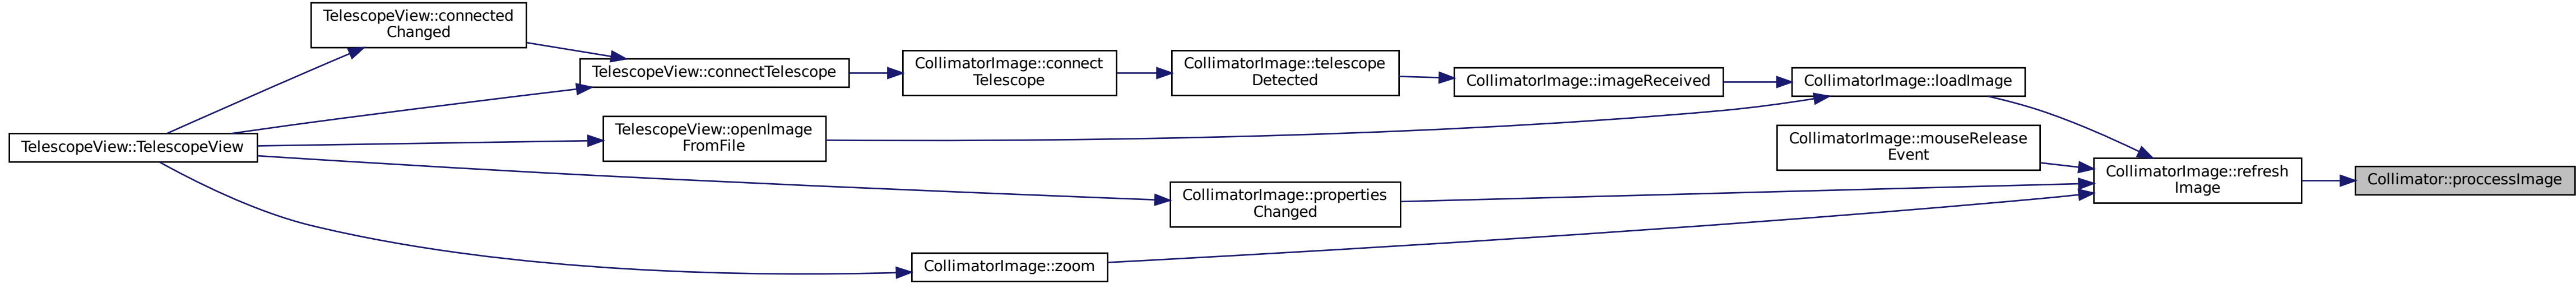 TelescopeView::connected
Changed
TelescopeView::connectTelescope
CollimatorImage::connect
Telescope
CollimatorImage::telescope
Detected
CollimatorImage::imageReceived
CollimatorImage::loadImage
TelescopeView::TelescopeView
TelescopeView::openImage
FromFile
CollimatorImage::mouseRelease
Event
CollimatorImage::refresh
Image
Collimator::proccessImage
CollimatorImage::properties
Changed
CollimatorImage::zoom